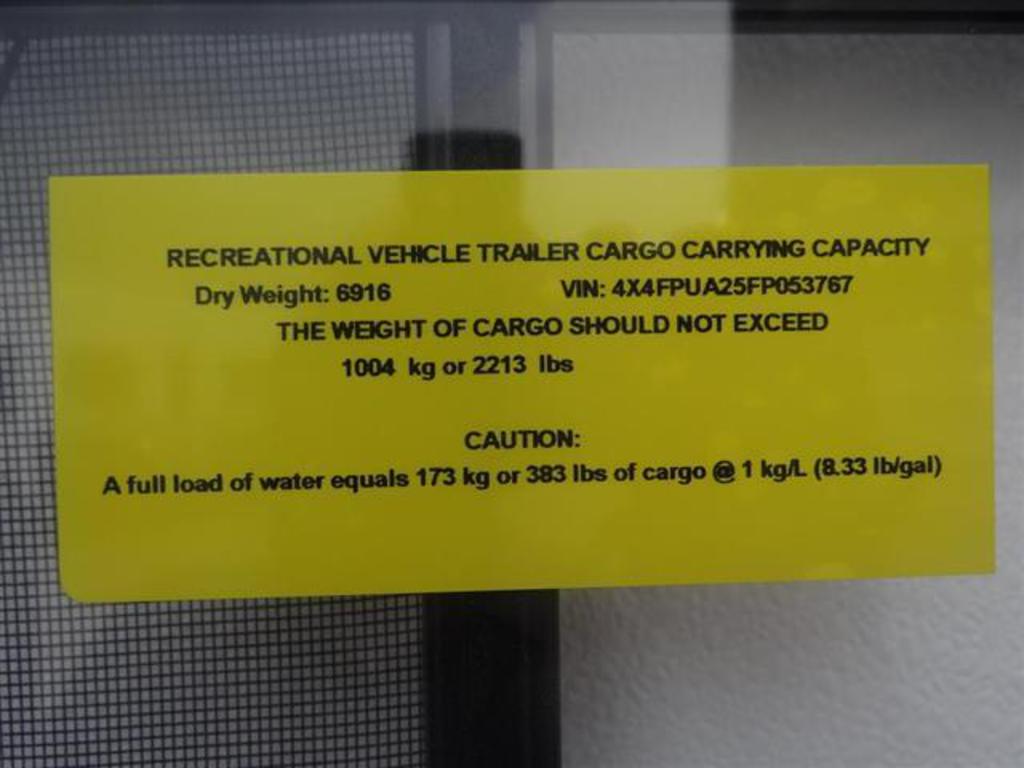 RECREATIONAL VEHICLE TRAILER CARGO CARRYING CAPACITY
Dry Weight: 6916 VIN: 4X4FPUA25FP053767
THE WEIGHT OF CARGO SHOULD NOT EXCEED
1004 kg or 2213 lbs
CAUTION:
A full load of water equals 173 kg or 383 lbs of cargo @ 1 kg/L (8.33 lb/gal)